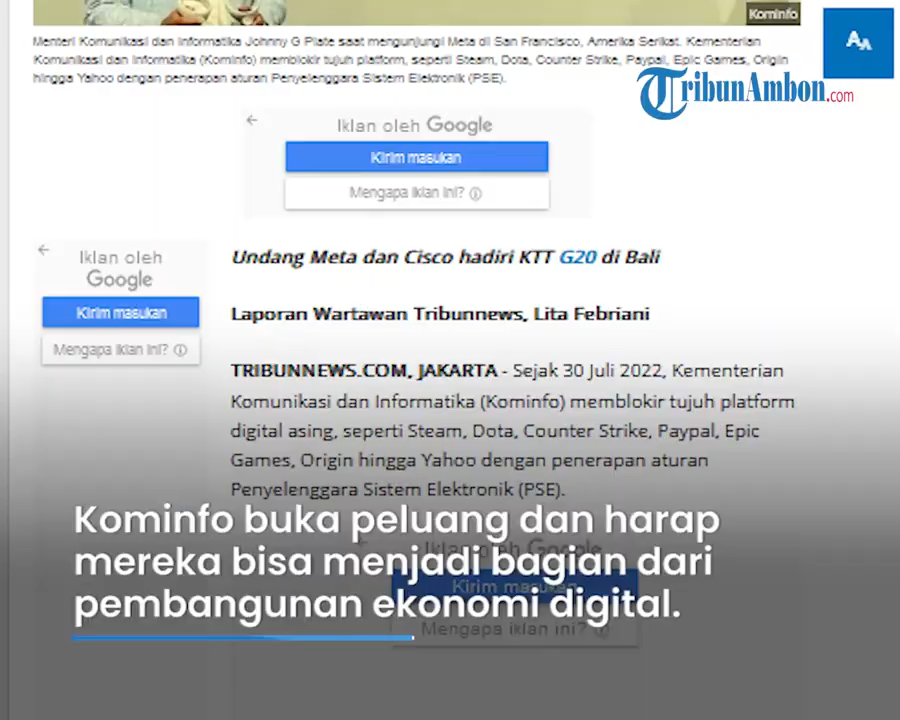 Kominfo
Menteri Komunikasi dan Informatika Johnny G Plate saat mengunjungi Meta di San Francisco, Amerika Serikat. Kementerian
Komunikasi dan Informatika (Kominfo) memblokir tujuh platform, seperti Steam, Dota, Counter Strike, Paypal, Epic Games, Origin
hingga Yahoo dengan penerapan aturan Penyelenggara Sistem Elektronik (PSE).
AA
TribunAmbon.com
Iklan oleh Google
Kirim masukan
Mengapa iklan ini?
Iklan oleh
Google
Kirim masukan
Mengapa iklan ini?
Undang Meta dan Cisco hadiri KTT G20 di Bali
Laporan Wartawan Tribunnews, Lita Febriani
TRIBUNNEWS.COM, JAKARTA - Sejak 30 Juli 2022, Kementerian
Komunikasi dan Informatika (Kominfo) memblokir tujuh platform
digital asing, seperti Steam, Dota, Counter Strike, Paypal, Epic
Games, Origin hingga Yahoo dengan penerapan aturan
Penyelenggara Sistem Elektronik (PSE).
Iklan oleh Google
Kirim masukan
Mengapa iklan ini?
Kominfo buka peluang dan harap
mereka bisa menjadi bagian dari
pembangunan ekonomi digital.